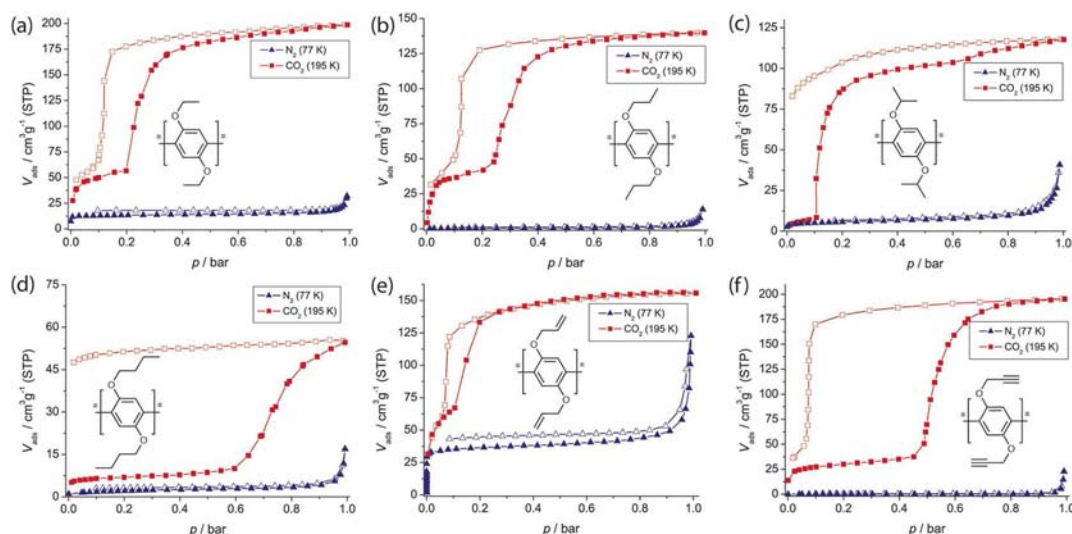 (a)
V_ads / cm³g⁻¹ (STP)
200
175
150
125
100
75
50
25
0
N₂ (77 K)
CO₂ (195 K)
O
*
*
O
0.0 0.2 0.4 0.6 0.8 1.0
p / bar
(b)
V_ads / cm³g⁻¹ (STP)
150
125
100
75
50
25
0
N₂ (77 K)
CO₂ (195 K)
O
*
*
O
0.0 0.2 0.4 0.6 0.8 1.0
p / bar
(c)
V_ads / cm³g⁻¹ (STP)
125
100
75
50
25
0
N₂ (77 K)
CO₂ (195 K)
O
*
*
O
0.0 0.2 0.4 0.6 0.8 1.0
p / bar
(d)
V_ads / cm³g⁻¹ (STP)
75
60
45
30
15
0
N₂ (77 K)
CO₂ (195 K)
O
*
*
O
0.0 0.2 0.4 0.6 0.8 1.0
p / bar
(e)
V_ads / cm³g⁻¹ (STP)
150
125
100
75
50
25
0
N₂ (77 K)
CO₂ (195 K)
O
*
*
O
0.0 0.2 0.4 0.6 0.8 1.0
p / bar
(f)
V_ads / cm³g⁻¹ (STP)
200
175
150
125
100
75
50
25
0
N₂ (77 K)
CO₂ (195 K)
O
*
*
O
0.0 0.2 0.4 0.6 0.8 1.0
p / bar